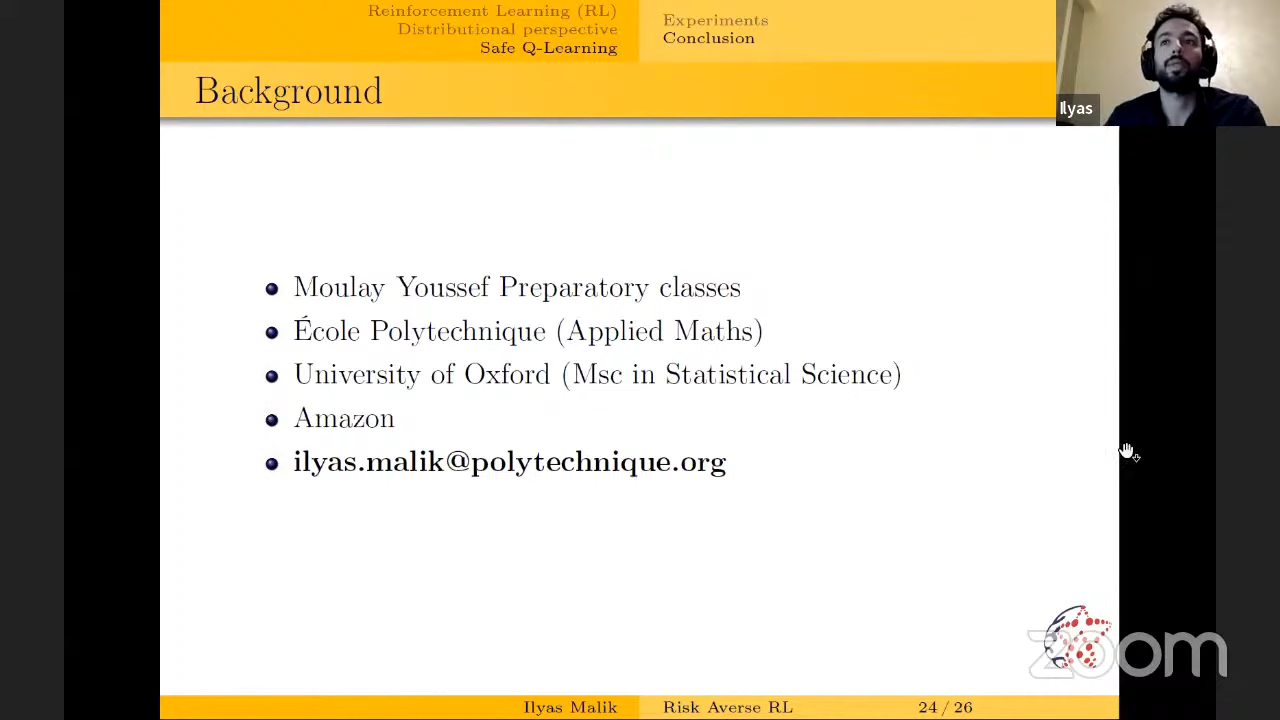 Reinforcement Learning (RL)
Distributional perspective
Safe Q-Learning
Experiments
Conclusion
Background
Ilyas
Moulay Youssef Preparatory classes
École Polytechnique (Applied Maths)
University of Oxford (Msc in Statistical Science)
Amazon
ilyas.malik@polytechnique.org
zoom
Ilyas Malik
Risk Averse RL
24 / 26